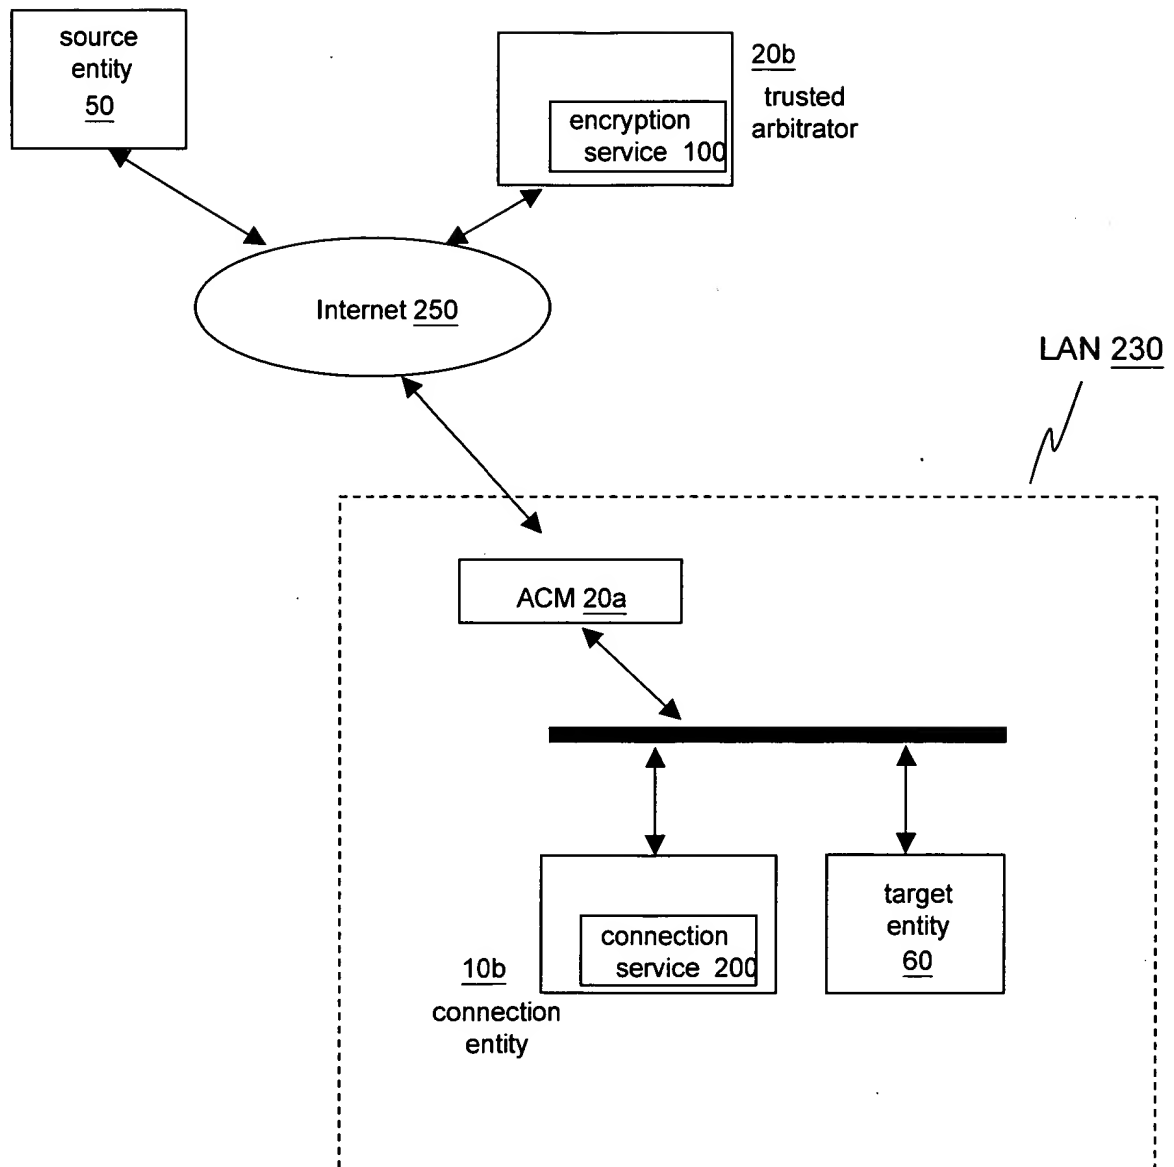 source
entity
50
20b
trusted
arbitrator
encryption
service 100
Internet 250
LAN 230
ACM 20a
connection
service 200
10b
connection
entity
target
entity
60